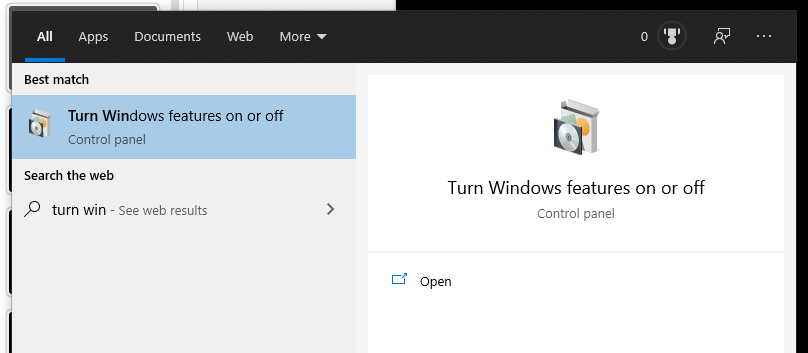 All Apps Documents Web More 0 ...
Best match
Turn Windows features on or off
Control panel
Search the web
turn win - See web results
Turn Windows features on or off
Control panel
Open